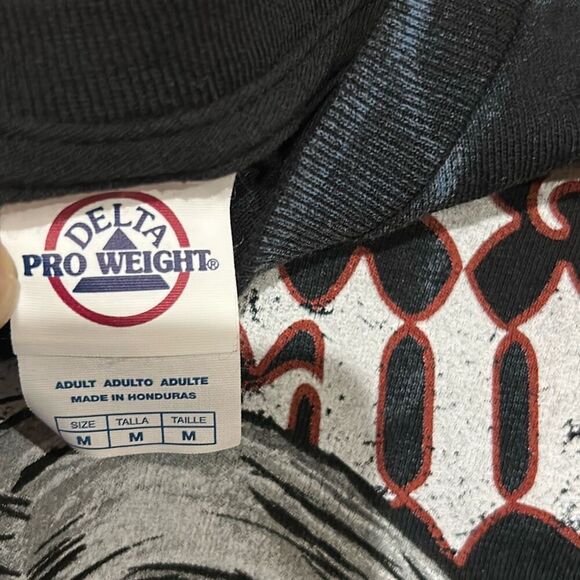 DELTA
PRO WEIGHT®
ADULT ADULTO ADULTE
MADE IN HONDURAS
SIZE TALLA TAILLE
M M M